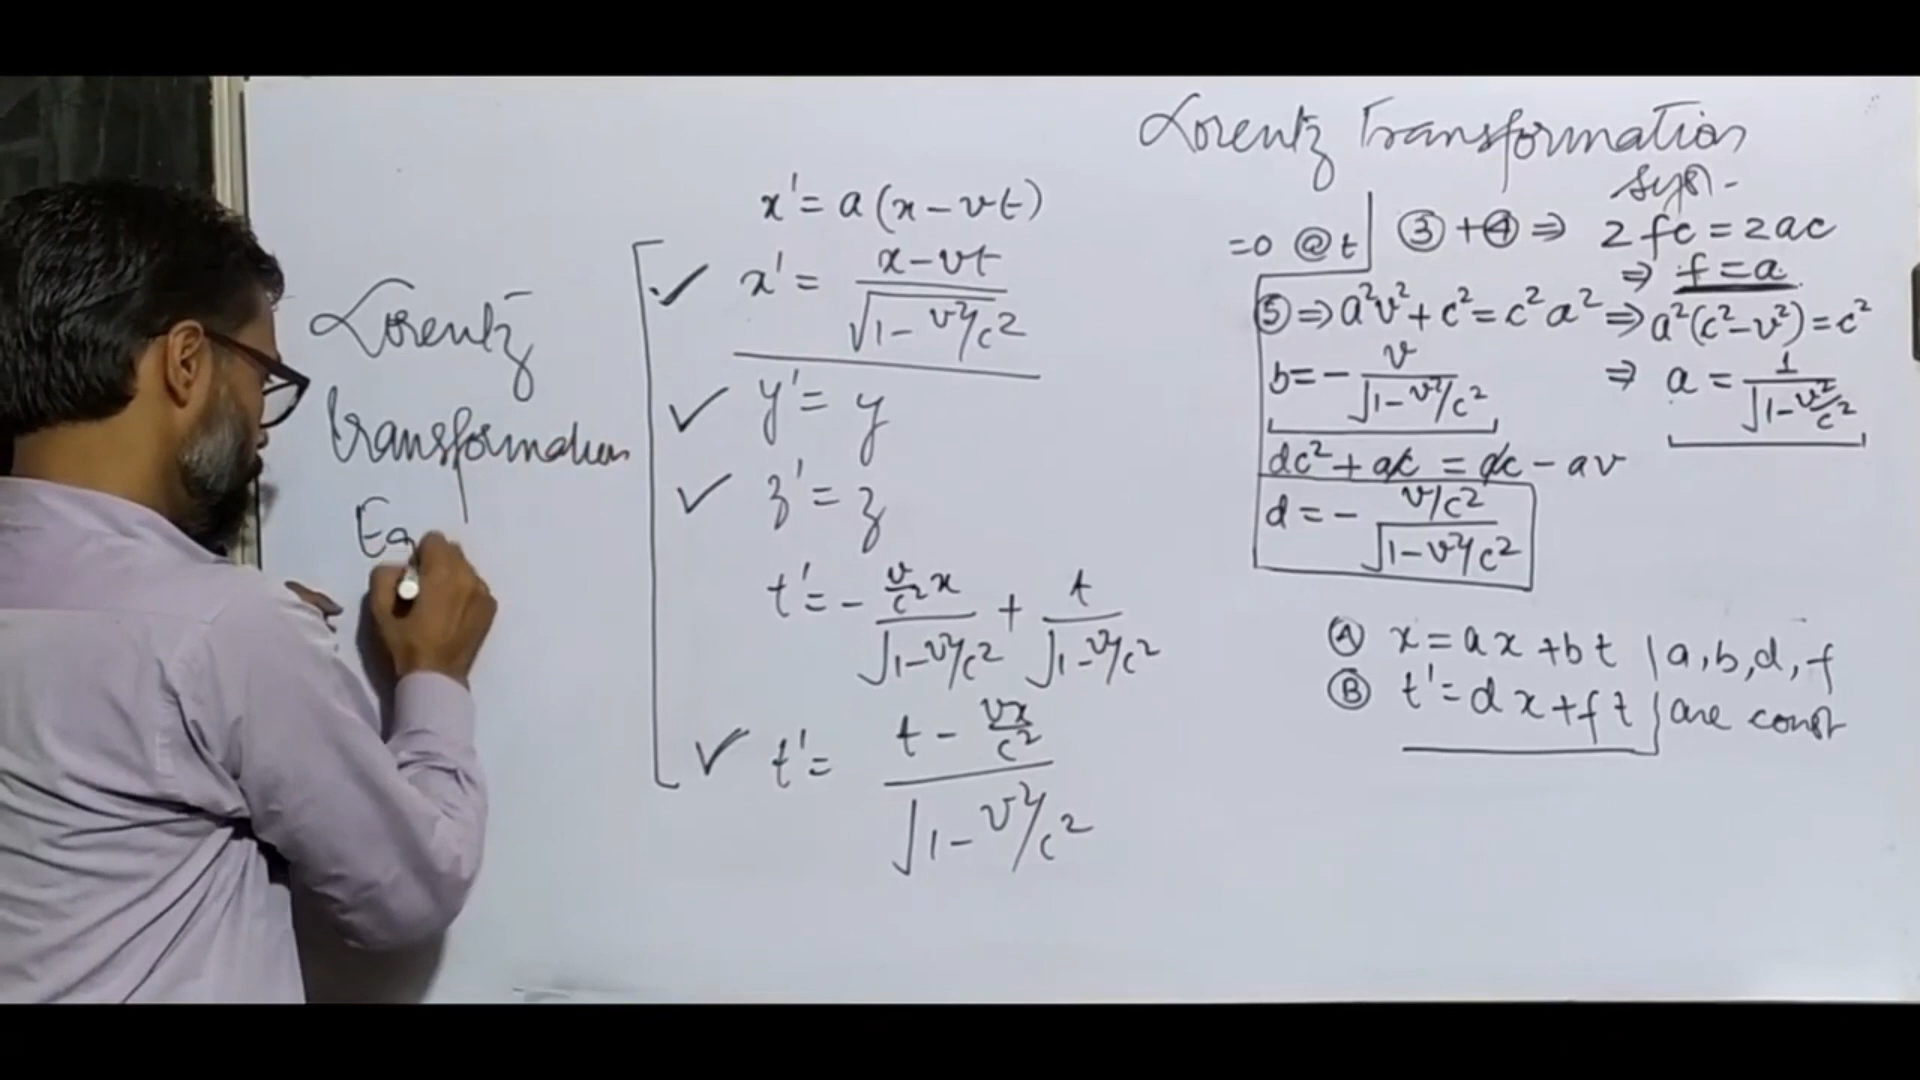 Lorentz Transformation
Lorentz
Transformation
Eq
x' = a (x - vt)
✓ x' = (x - vt) / √(1 - v²/c²)
✓ y' = y
✓ z' = z
t' = - (v/c² x) / √(1 - v²/c²) + t / √(1 - v²/c²)
✓ t' = (t - vx/c²) / √(1 - v²/c²)
=0 @t
③ + ④ ⇒ 2fc = 2ac
⇒ f = a
⑤ ⇒ a²v² + c² = c²a² ⇒ a²(c² - v²) = c²
b = - v / √(1 - v²/c²) ⇒ a = 1 / √(1 - v²/c²)
dc² + ac = ac - av
d = - (v/c²) / √(1 - v²/c²)
Ⓐ x = ax + bt | a, b, d, f
Ⓑ t' = dx + ft | are const